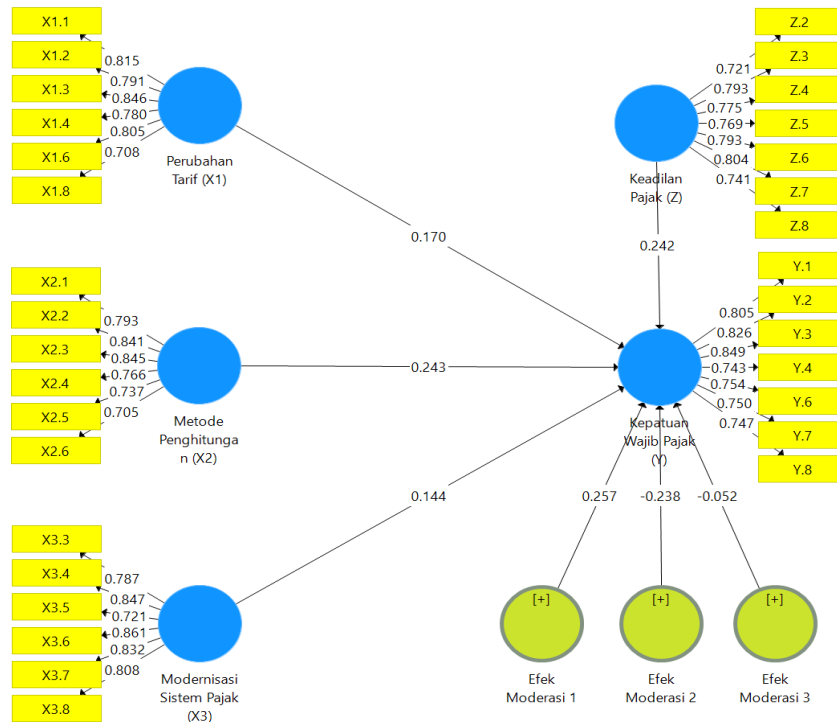 X1.1
X1.2
X1.3
X1.4
X1.6
X1.8
0.815
0.791
0.846
0.780
0.805
0.708
Perubahan
Tarif (X1)
Z.2
Z.3
Z.4
Z.5
Z.6
Z.7
Z.8
0.721
0.793
0.775
0.769
0.793
0.804
0.741
Keadilan
Pajak (Z)
0.170
0.242
X2.1
X2.2
X2.3
X2.4
X2.5
X2.6
0.793
0.841
0.845
0.766
0.737
0.705
Metode
Penghitunga
n (X2)
0.243
Y.1
Y.2
Y.3
Y.4
Y.6
Y.7
Y.8
0.805
0.826
0.849
0.743
0.754
0.750
0.747
Kepatuan
Wajib Pajak
(Y)
0.144
0.257
-0.238
-0.052
X3.3
X3.4
X3.5
X3.6
X3.7
X3.8
0.787
0.847
0.721
0.861
0.832
0.808
Modernisasi
Sistem Pajak
(X3)
[+]
Efek
Moderasi 1
[+]
Efek
Moderasi 2
[+]
Efek
Moderasi 3